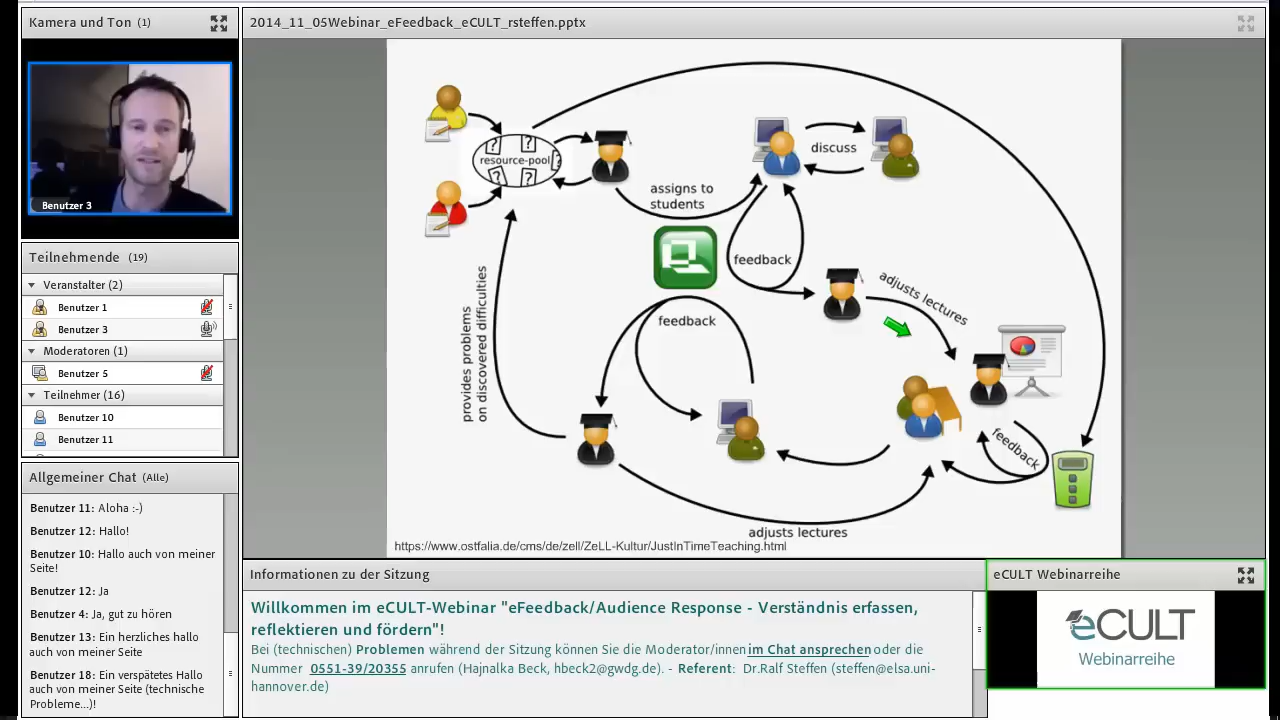 Kamera und Ton (1)
Benutzer 3
Teilnehmende (19)
Veranstalter (2)
Benutzer 1
Benutzer 3
Moderatoren (1)
Benutzer 5
Teilnehmer (16)
Benutzer 10
Benutzer 11
Allgemeiner Chat (Alle)
Benutzer 11: Aloha :-)
Benutzer 12: Hallo!
Benutzer 10: Hallo auch von meiner
Seite!
Benutzer 12: Ja
Benutzer 4: Ja, gut zu hören
Benutzer 13: Ein herzliches hallo
auch von meiner Seite
Benutzer 18: Ein verspätetes Hallo
auch von meiner Seite (technische
Probleme...)!
2014_11_05Webinar_eFeedback_eCULT_rsteffen.pptx
? ? ?
resource-pool
? ?
assigns to
students
discuss
feedback
adjusts lectures
feedback
provides problems
on discovered difficulties
feedback
adjusts lectures
https://www.ostfalia.de/cms/de/zell/ZeLL-Kultur/JustInTimeTeaching.html
Informationen zu der Sitzung
Willkommen im eCULT-Webinar "eFeedback/Audience Response - Verständnis erfassen,
reflektieren und fördern"!
Bei (technischen) Problemen während der Sitzung können Sie die Moderator/innen im Chat ansprechen oder die
Nummer 0551-39/20355 anrufen (Hajnalka Beck, hbeck2@gwdg.de). - Referent: Dr.Ralf Steffen (steffen@elsa.uni-
hannover.de)
eCULT Webinarreihe
eCULT
Webinarreihe